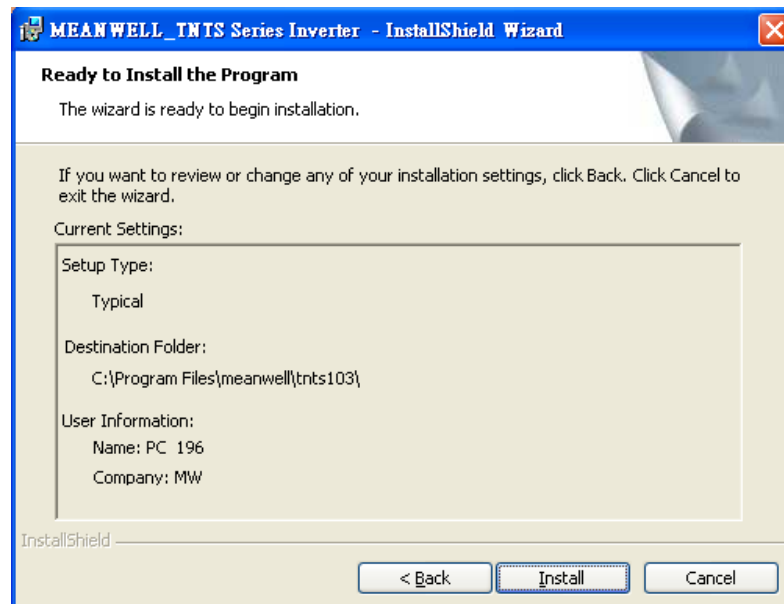 MEANWELL_TNTS Series Inverter - InstallShield Wizard
Ready to Install the Program
The wizard is ready to begin installation.
If you want to review or change any of your installation settings, click Back. Click Cancel to
exit the wizard.
Current Settings:
Setup Type:
Typical
Destination Folder:
C:\Program Files\meanwell\tnts103\
User Information:
Name: PC 196
Company: MW
InstallShield
< Back
Install
Cancel